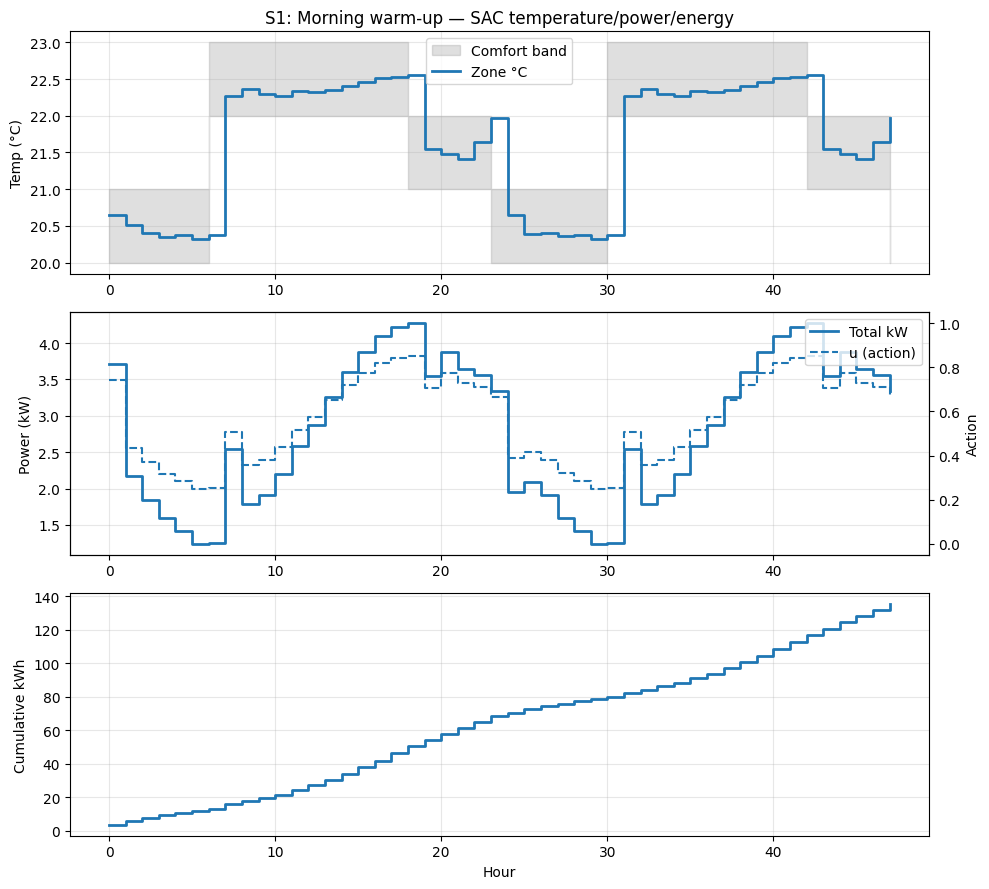 S1: Morning warm-up — SAC temperature/power/energy
Temp (°C)
23.0
22.5
22.0
21.5
21.0
20.5
20.0
Comfort band
Zone °C
0 10 20 30 40
Power (kW)
4.0
3.5
3.0
2.5
2.0
1.5
Total kW
u (action)
1.0
0.8
0.6
0.4
0.2
0.0
Action
0 10 20 30 40
Cumulative kWh
140
120
100
80
60
40
20
0
0 10 20 30 40
Hour